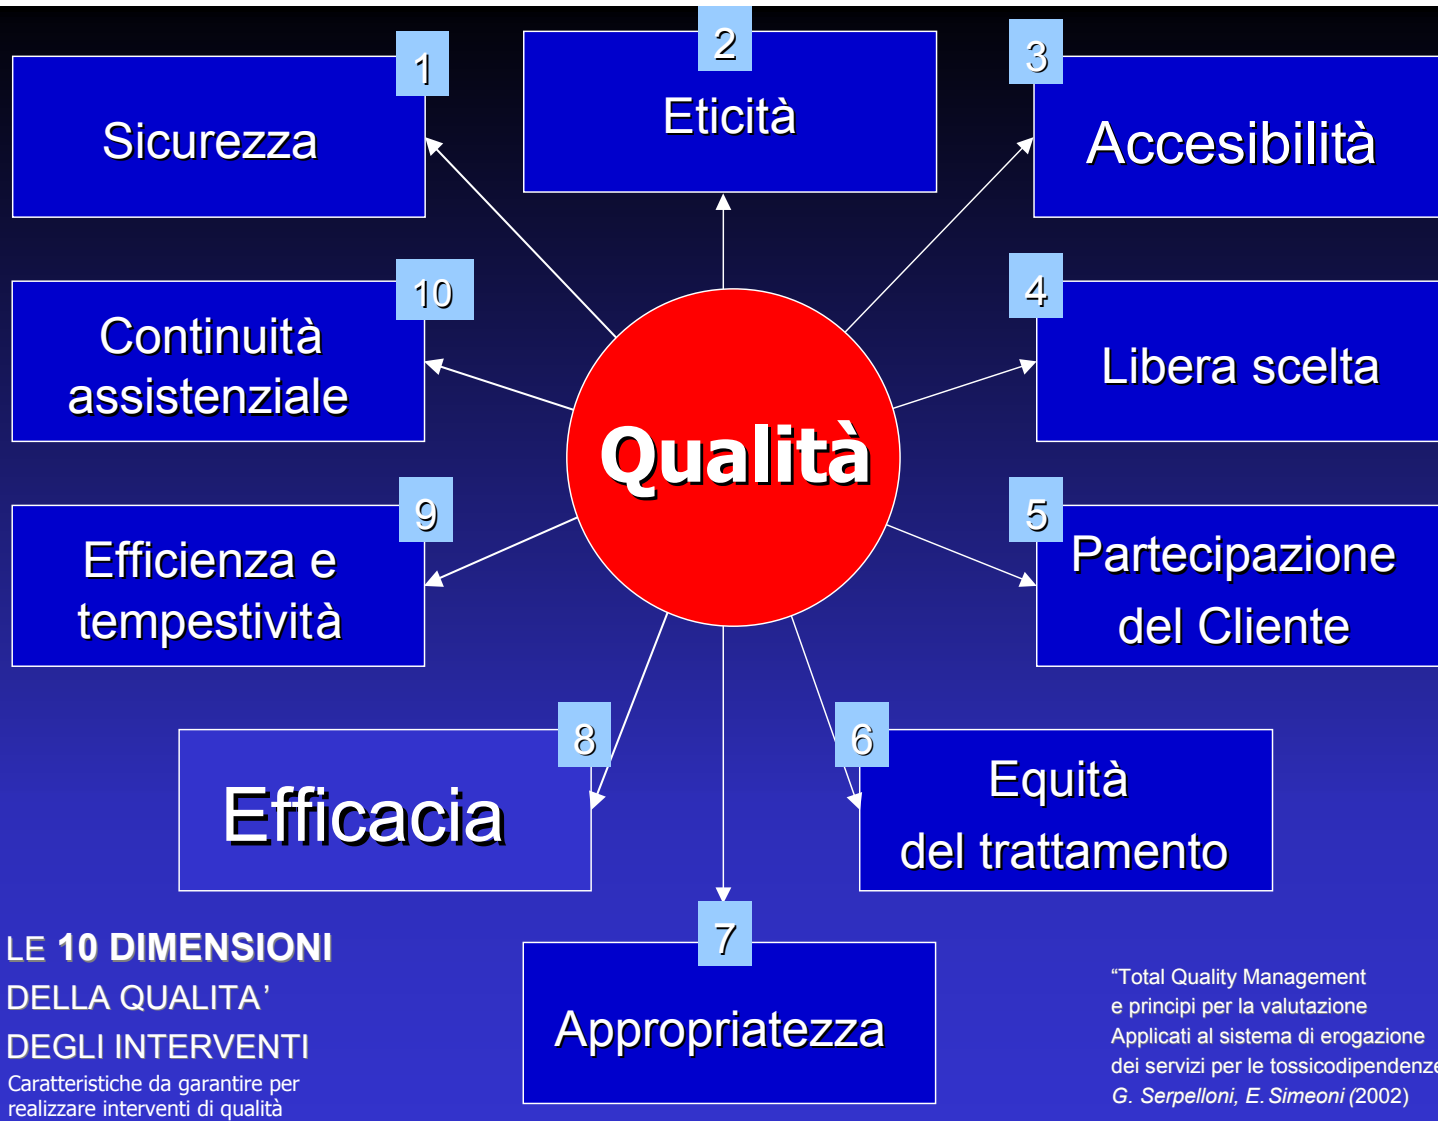 1
Sicurezza
2
Eticità
3
Accesibilità
4
Libera scelta
5
Partecipazione
del Cliente
6
Equità
del trattamento
7
Appropriatezza
8
Efficacia
9
Efficienza e
tempestività
10
Continuità
assistenziale
Qualità
LE 10 DIMENSIONI
DELLA QUALITA’
DEGLI INTERVENTI
Caratteristiche da garantire per
realizzare interventi di qualità
“Total Quality Management
e principi per la valutazione
Applicati al sistema di erogazione
dei servizi per le tossicodipendenze
G. Serpelloni, E. Simeoni (2002)